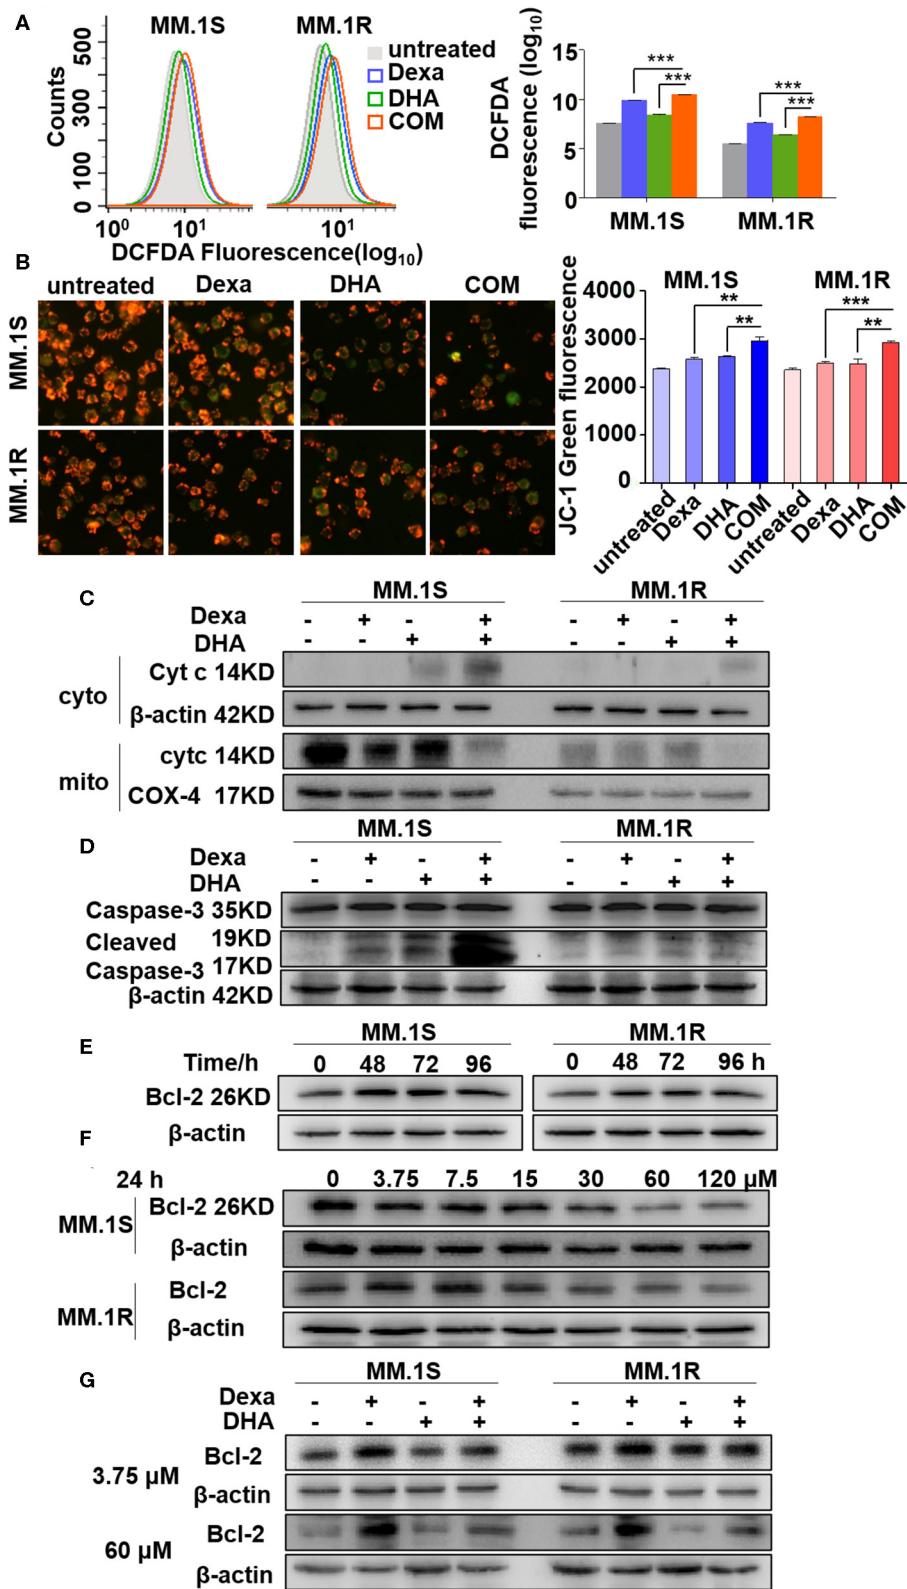 A
MM.1S MM.1R
untreated
Dexa
DHA
COM
Counts
500
300
100
0
10⁰ 10¹ 10¹
DCFDA Fluorescence(log₁₀)
DCFDA
fluorescence (log₁₀)
15
10
5
0
*** *** *** ***
MM.1S MM.1R
B
untreated Dexa DHA COM
MM.1S
MM.1R
JC-1 Green fluorescence
4000
3000
2000
1000
0
MM.1S MM.1R
** ** *** **
untreated Dexa DHA COM untreated Dexa DHA COM
C
MM.1S MM.1R
Dexa - + - + - + - +
DHA - - + + - - + +
cyto
Cyt c 14KD
β-actin 42KD
mito
cytc 14KD
COX-4 17KD
D
MM.1S MM.1R
Dexa - + - + - + - +
DHA - - + + - - + +
Caspase-3 35KD
Cleaved 19KD
Caspase-3 17KD
β-actin 42KD
E
MM.1S MM.1R
Time/h 0 48 72 96 0 48 72 96 h
Bcl-2 26KD
β-actin
F
24 h 0 3.75 7.5 15 30 60 120 μM
MM.1S
Bcl-2 26KD
β-actin
MM.1R
Bcl-2
β-actin
G
MM.1S MM.1R
Dexa - + - + - + - +
DHA - - + + - - + +
3.75 μM
Bcl-2
β-actin
60 μM
Bcl-2
β-actin